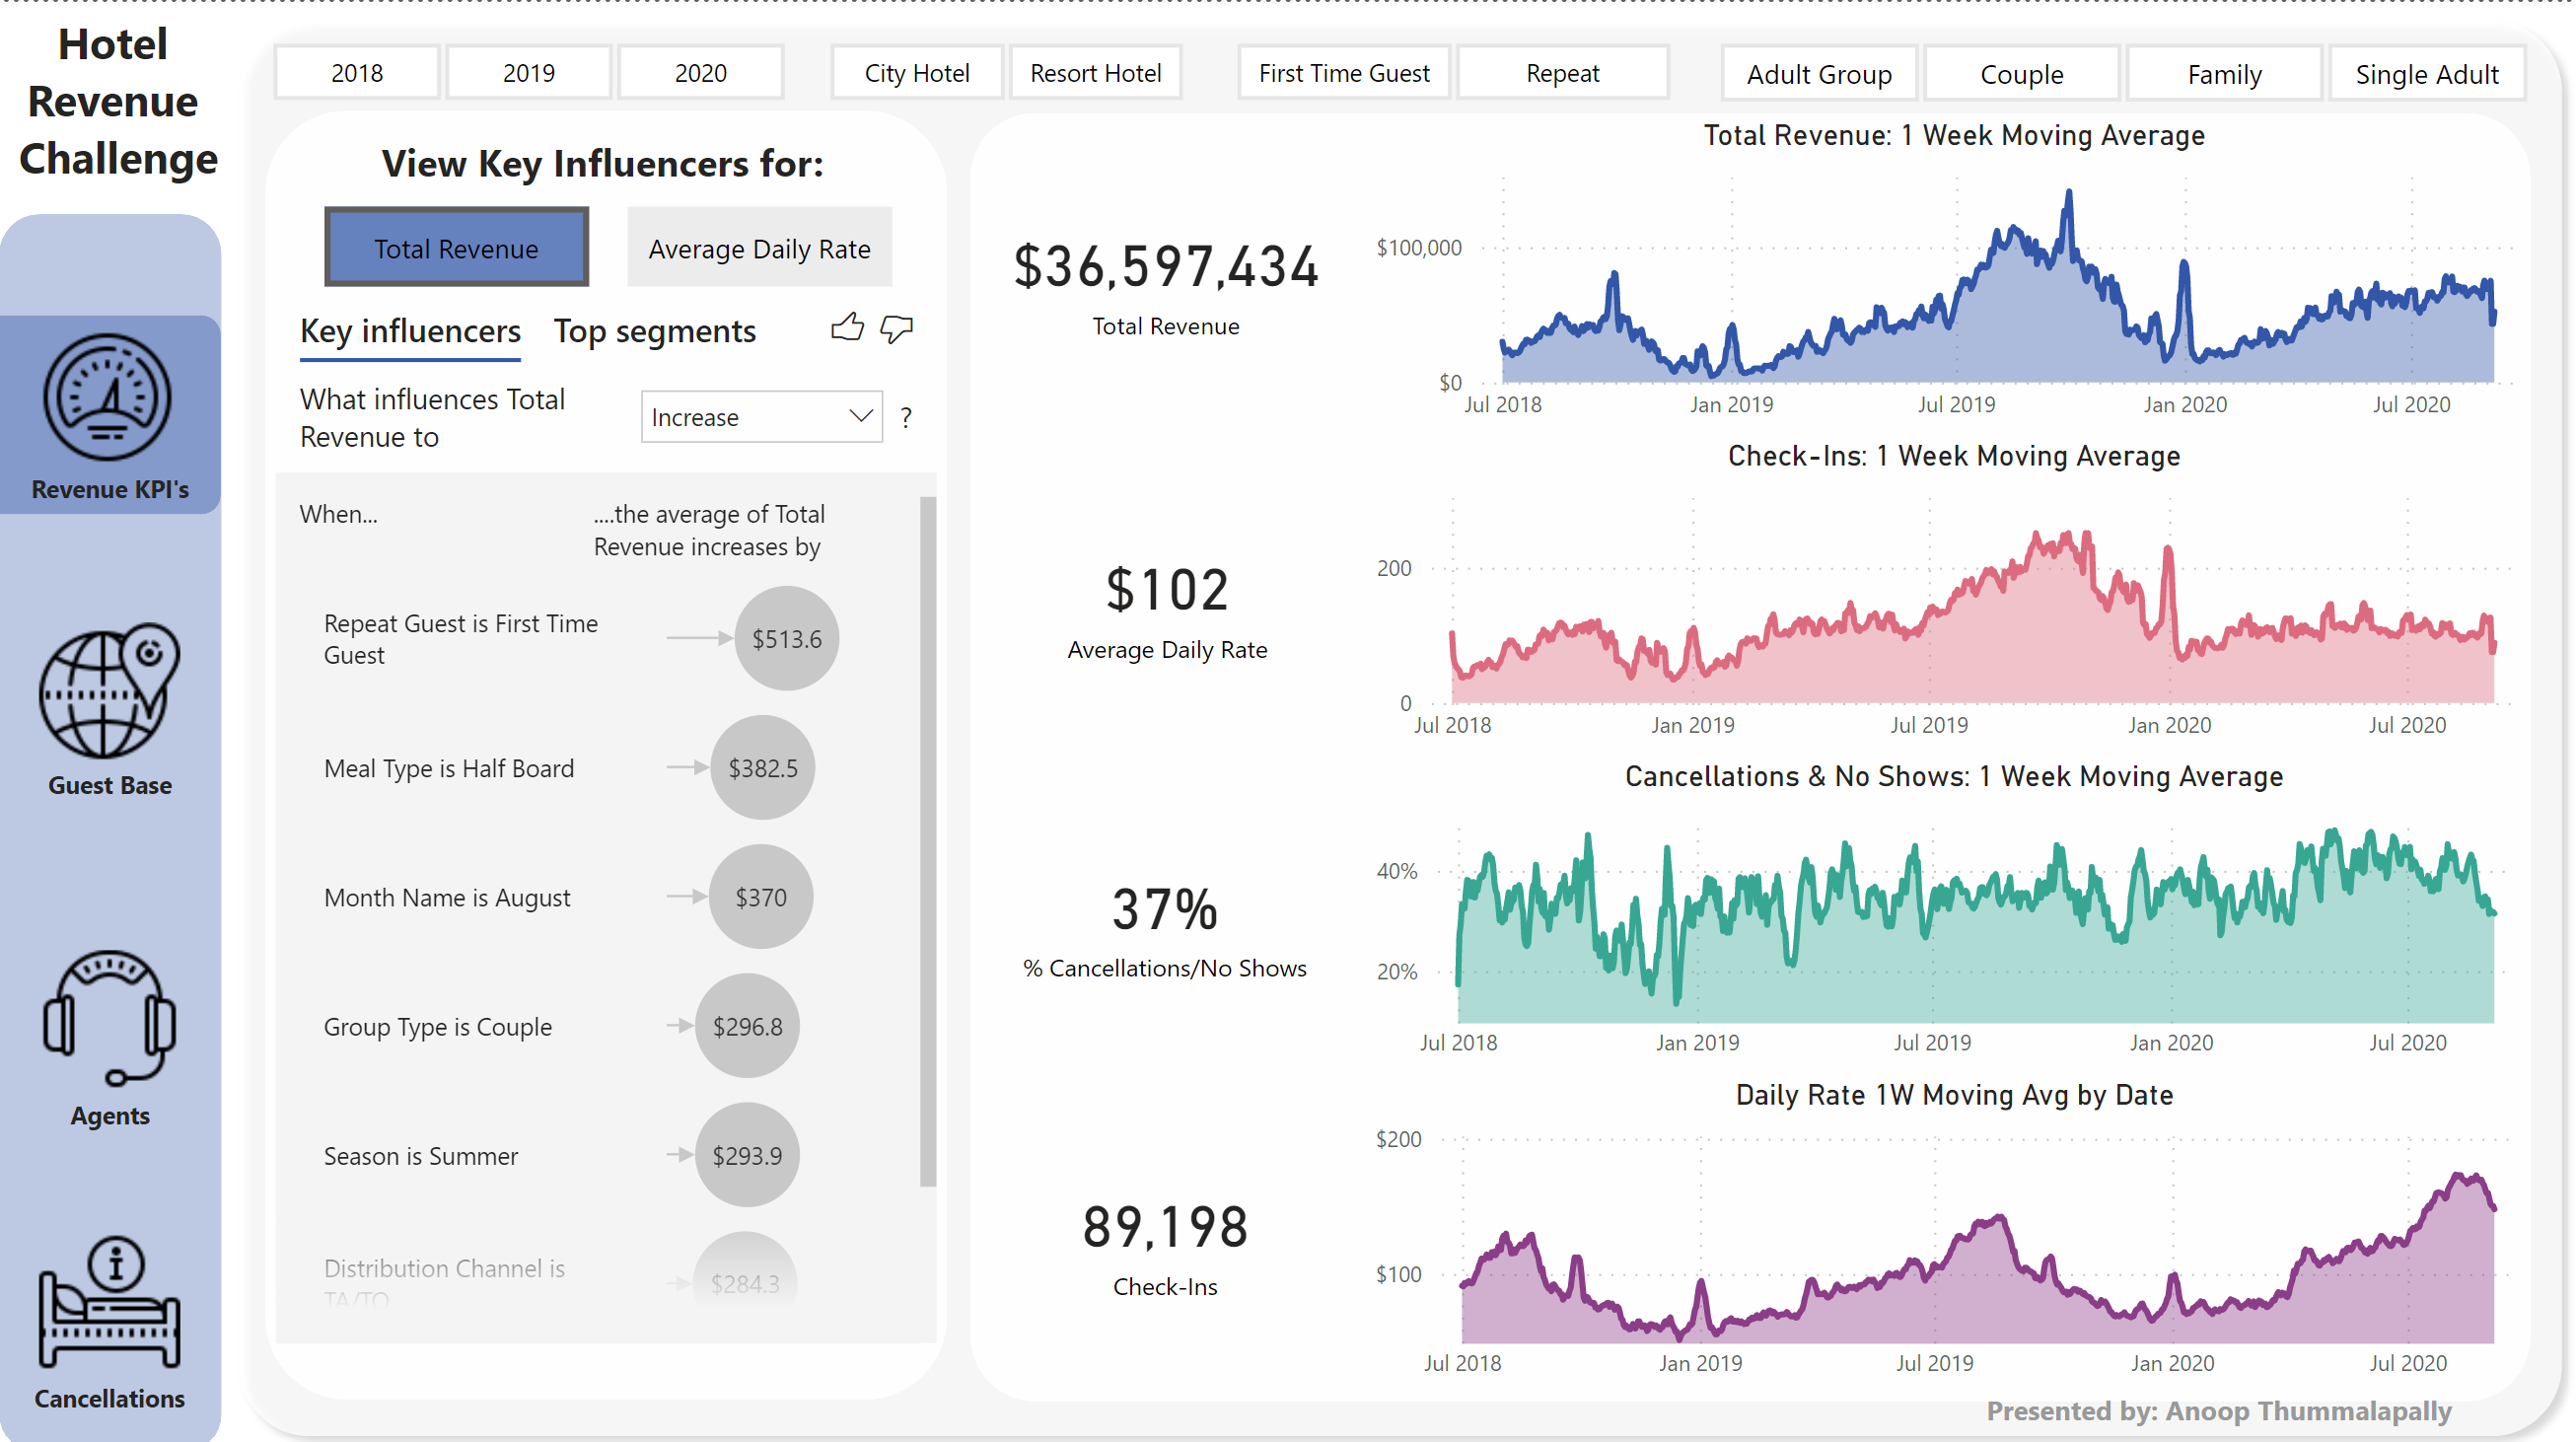 Hotel
Revenue
Challenge
Revenue KPI's
Guest Base
Agents
Cancellations
2018
2019
2020
City Hotel
Resort Hotel
First Time Guest
Repeat
Adult Group
Couple
Family
Single Adult
View Key Influencers for:
Total Revenue
Average Daily Rate
Key influencers
Top segments
What influences Total
Revenue to
Increase
?
When...
....the average of Total
Revenue increases by
Repeat Guest is First Time
Guest
$513.6
Meal Type is Half Board
$382.5
Month Name is August
$370
Group Type is Couple
$296.8
Season is Summer
$293.9
Distribution Channel is
TA/TO
$284.3
$36,597,434
Total Revenue
$102
Average Daily Rate
37%
% Cancellations/No Shows
89,198
Check-Ins
Total Revenue: 1 Week Moving Average
$100,000
$0
Jul 2018
Jan 2019
Jul 2019
Jan 2020
Jul 2020
Check-Ins: 1 Week Moving Average
200
0
Jul 2018
Jan 2019
Jul 2019
Jan 2020
Jul 2020
Cancellations & No Shows: 1 Week Moving Average
40%
20%
Jul 2018
Jan 2019
Jul 2019
Jan 2020
Jul 2020
Daily Rate 1W Moving Avg by Date
$200
$100
Jul 2018
Jan 2019
Jul 2019
Jan 2020
Jul 2020
Presented by: Anoop Thummalapally